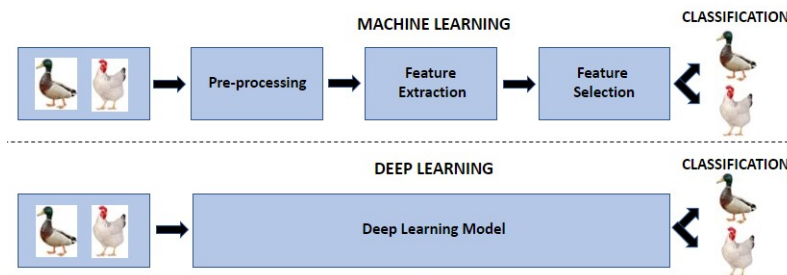 MACHINE LEARNING
CLASSIFICATION
Pre-processing
Feature
Extraction
Feature
Selection
DEEP LEARNING
CLASSIFICATION
Deep Learning Model